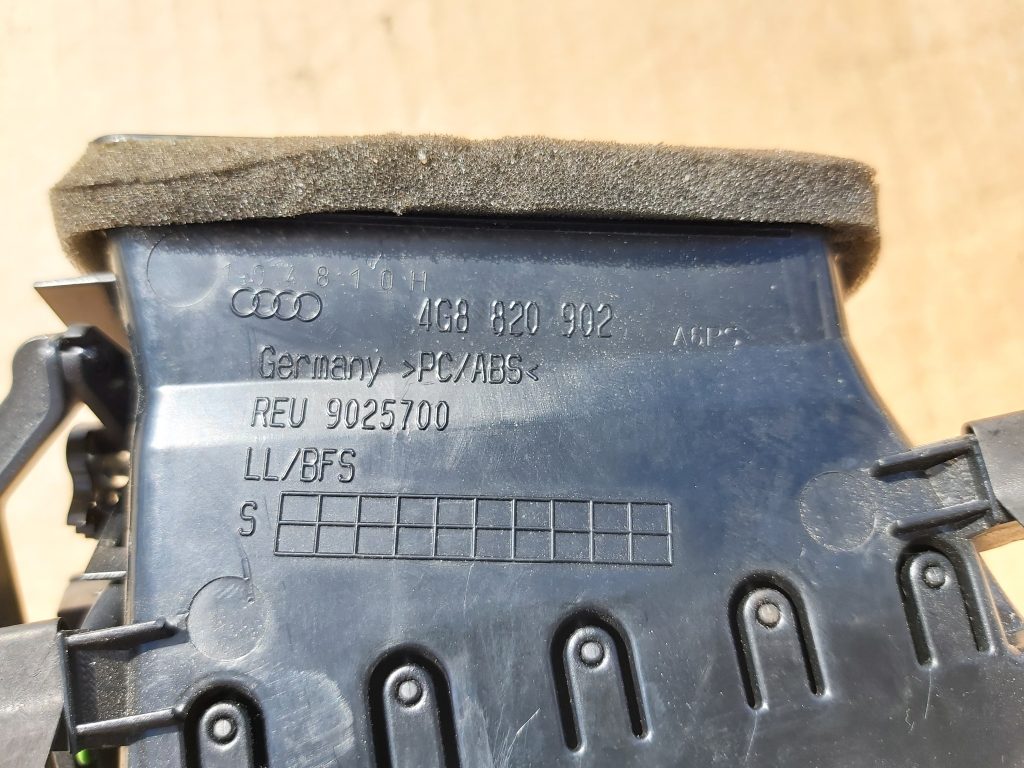 4G8 820 902
Germany >PC/ABS<
REU 9025700
LL/BFS
S